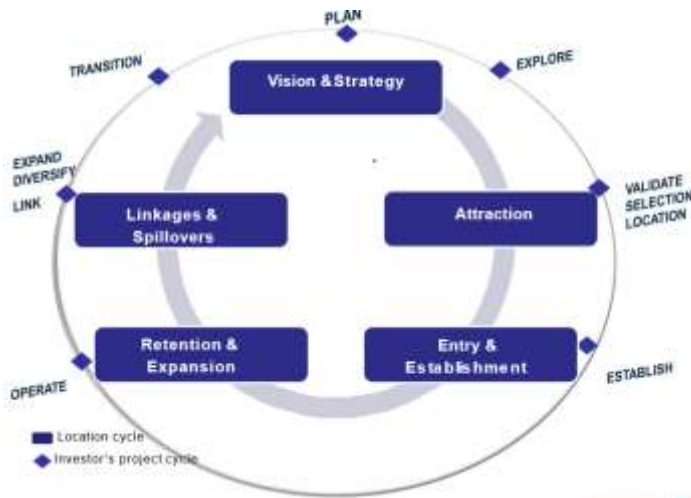 PLAN
TRANSITION
EXPLORE
Vision &Strategy
EXPAND
DIVERSIFY
LINK
VALIDATE
SELECTION
LOCATION
Linkages &
Spillovers
Attraction
Retention &
Expansion
Entry &
Establishment
OPERATE
ESTABLISH
Location cycle
Investor's project cycle